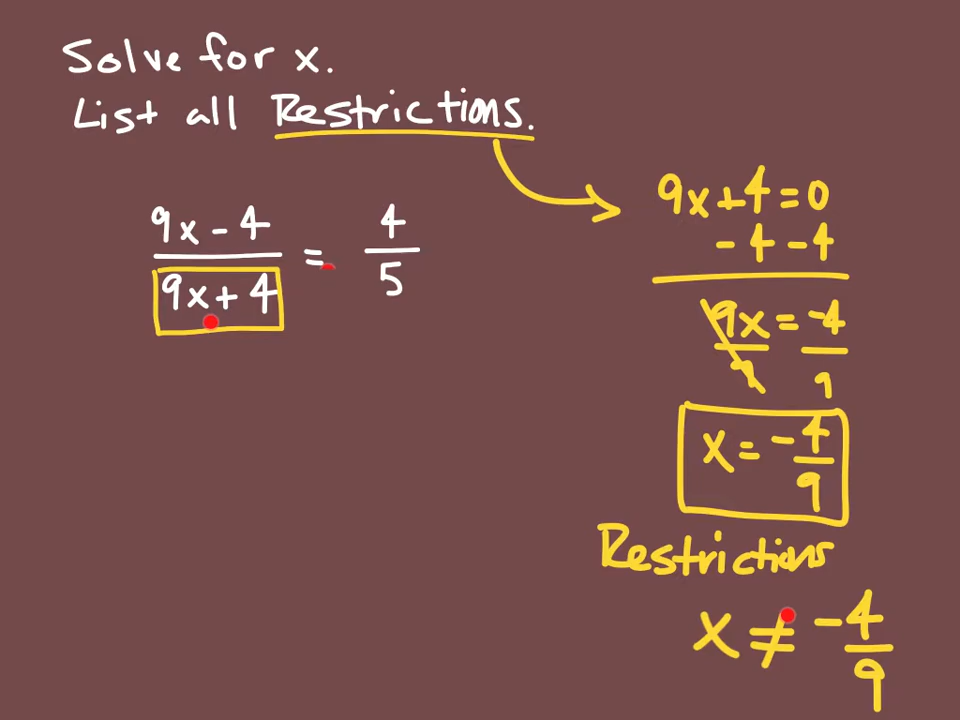 Solve for x.
List all Restrictions.
9x - 4 / 9x + 4 = 4 / 5
9x + 4 = 0
- 4 - 4
9x / 9 = -4 / 9
x = - 4 / 9
Restrictions
x ≠ - 4 / 9